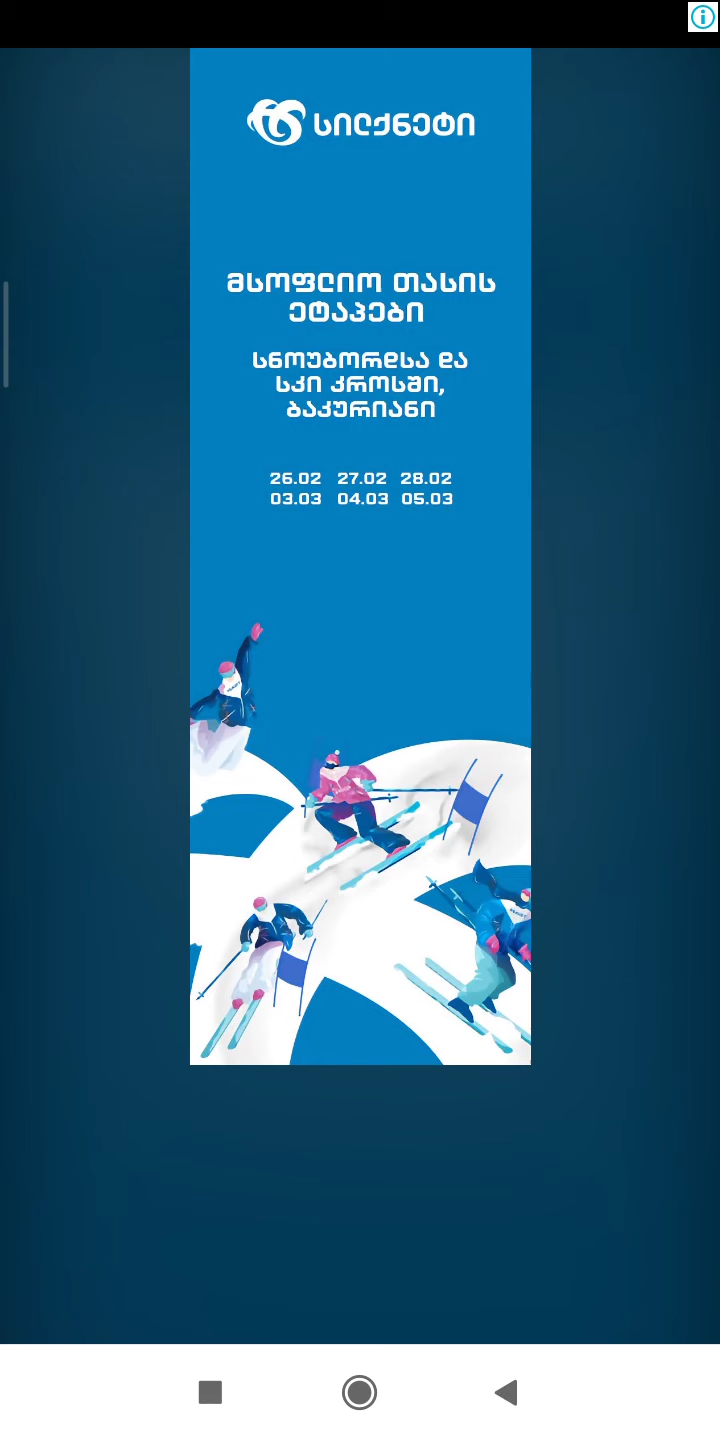 სილქნეტი
მსოფლიო თასის
ეტაპები
სნოუბორდსა და
სკი კროსში,
ბაკურიანი
26.02 27.02 28.02
03.03 04.03 05.03